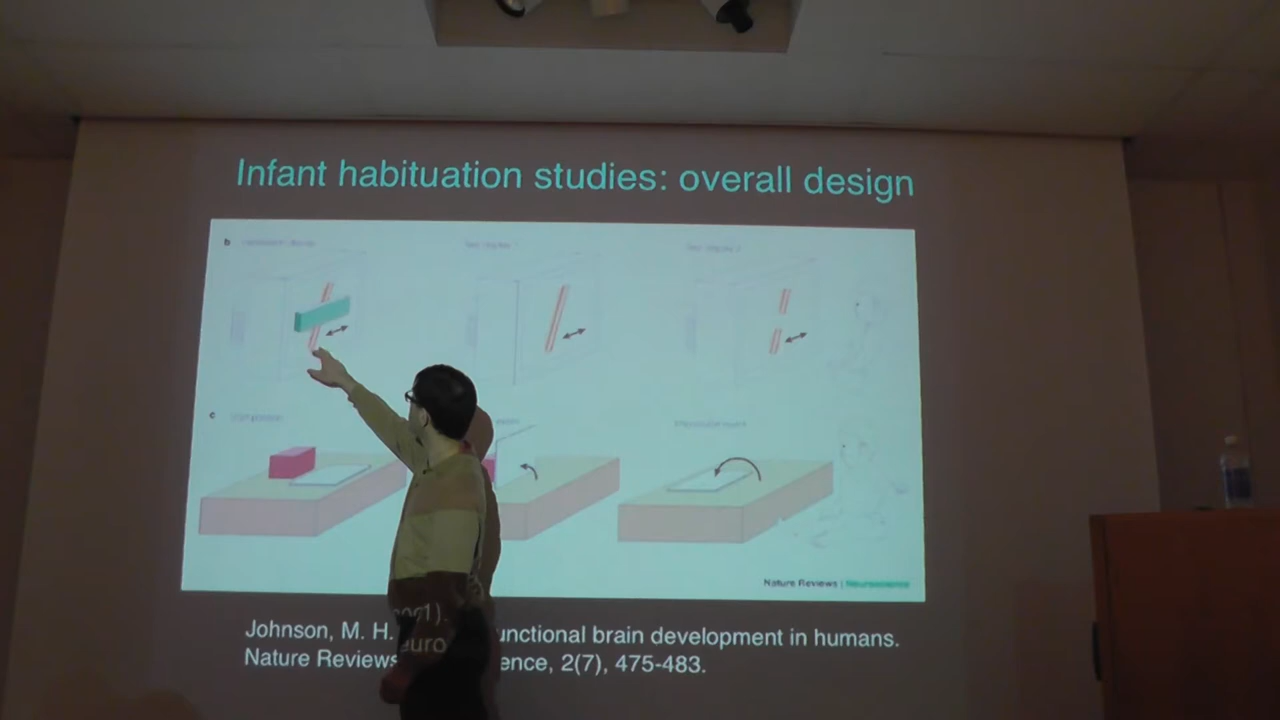 Infant habituation studies: overall design
b
c
Nature Reviews | Neuroscience
Johnson, M. H. 001). unctional brain development in humans.
Nature Reviews euro ence, 2(7), 475-483.